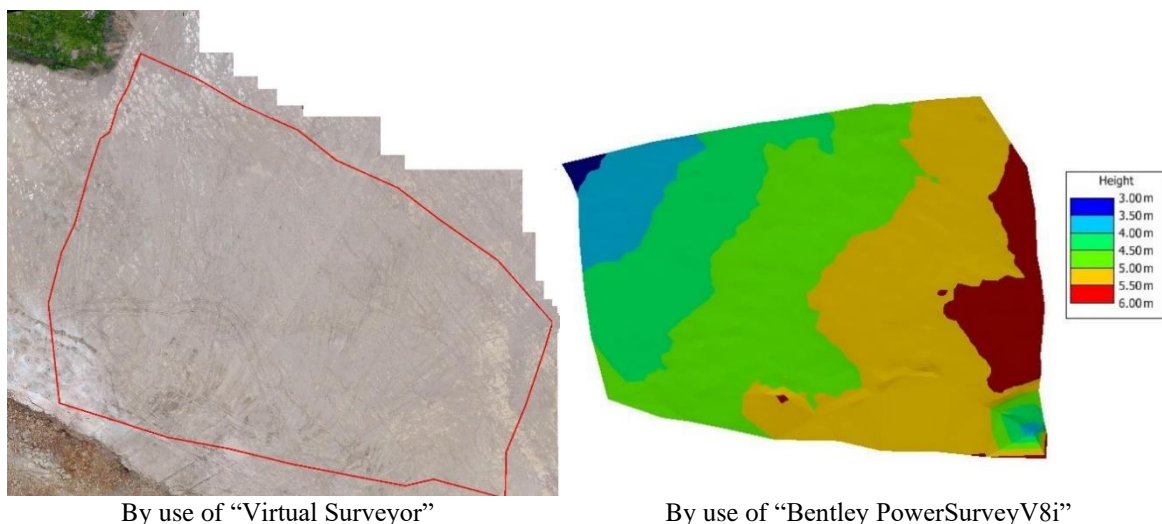 Height
3.00 m
3.50 m
4.00 m
4.50 m
5.00 m
5.50 m
6.00 m
By use of “Virtual Surveyor”
By use of “Bentley PowerSurveyV8i”